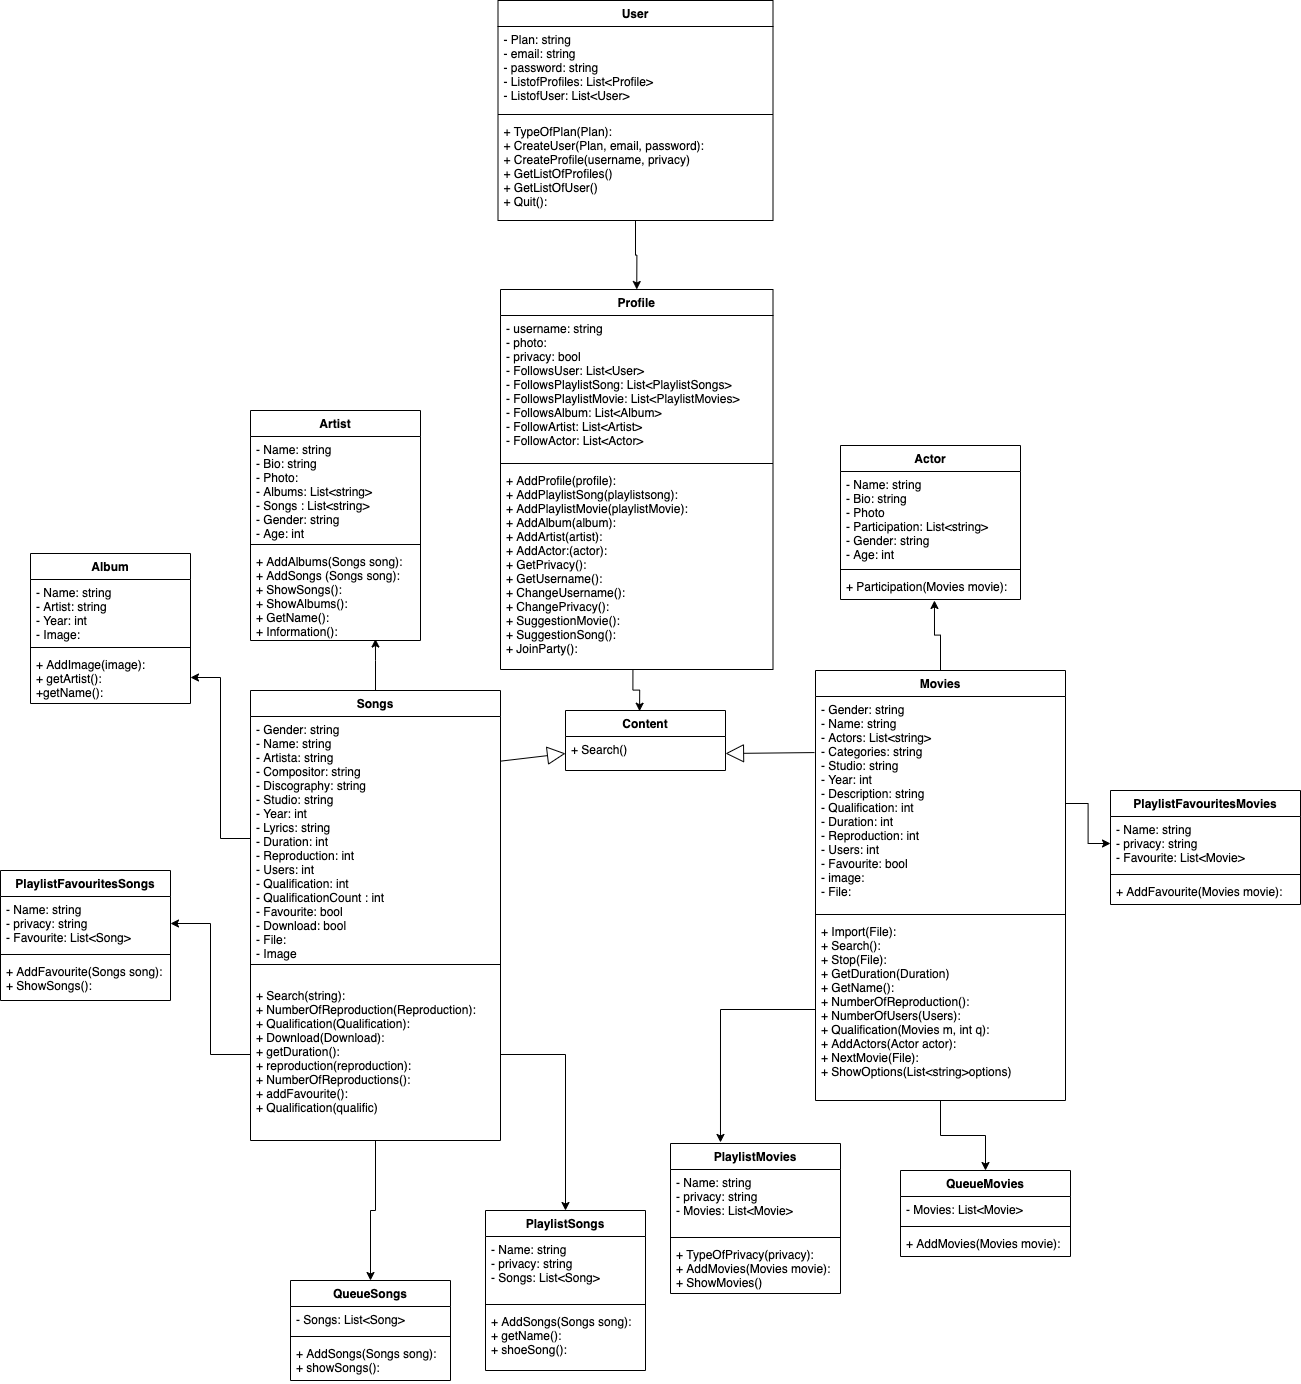 User
- Plan: string
- email: string
- password: string
- ListofProfiles: List<Profile>
- ListofUser: List<User>
+ TypeOfPlan(Plan):
+ CreateUser(Plan, email, password):
+ CreateProfile(username, privacy)
+ GetListOfProfiles()
+ GetListOfUser()
+ Quit():
Profile
- username: string
- photo:
- privacy: bool
- FollowsUser: List<User>
- FollowsPlaylistSong: List<PlaylistSongs>
- FollowsPlaylistMovie: List<PlaylistMovies>
- FollowsAlbum: List<Album>
- FollowArtist: List<Artist>
- FollowActor: List<Actor>
+ AddProfile(profile):
+ AddPlaylistSong(playlistsong):
+ AddPlaylistMovie(playlistMovie):
+ AddAlbum(album):
+ AddArtist(artist):
+ AddActor:(actor):
+ GetPrivacy():
+ GetUsername():
+ ChangeUsername():
+ ChangePrivacy():
+ SuggestionMovie():
+ SuggestionSong():
+ JoinParty():
Artist
- Name: string
- Bio: string
- Photo:
- Albums: List<string>
- Songs : List<string>
- Gender: string
- Age: int
+ AddAlbums(Songs song):
+ AddSongs (Songs song):
+ ShowSongs():
+ ShowAlbums():
+ GetName():
+ Information():
Actor
- Name: string
- Bio: string
- Photo
- Participation: List<string>
- Gender: string
- Age: int
+ Participation(Movies movie):
Album
- Name: string
- Artist: string
- Year: int
- Image:
+ AddImage(image):
+ getArtist():
+getName():
Songs
- Gender: string
- Name: string
- Artista: string
- Compositor: string
- Discography: string
- Studio: string
- Year: int
- Lyrics: string
- Duration: int
- Reproduction: int
- Users: int
- Qualification: int
- QualificationCount : int
- Favourite: bool
- Download: bool
- File:
- Image
+ Search(string):
+ NumberOfReproduction(Reproduction):
+ Qualification(Qualification):
+ Download(Download):
+ getDuration():
+ reproduction(reproduction):
+ NumberOfReproductions():
+ addFavourite():
+ Qualification(qualific)
Content
+ Search()
Movies
- Gender: string
- Name: string
- Actors: List<string>
- Categories: string
- Studio: string
- Year: int
- Description: string
- Qualification: int
- Duration: int
- Reproduction: int
- Users: int
- Favourite: bool
- image:
- File:
+ Import(File):
+ Search():
+ Stop(File):
+ GetDuration(Duration)
+ GetName():
+ NumberOfReproduction():
+ NumberOfUsers(Users):
+ Qualification(Movies m, int q):
+ AddActors(Actor actor):
+ NextMovie(File):
+ ShowOptions(List<string>options)
PlaylistFavouritesMovies
- Name: string
- privacy: string
- Favourite: List<Movie>
+ AddFavourite(Movies movie):
PlaylistFavouritesSongs
- Name: string
- privacy: string
- Favourite: List<Song>
+ AddFavourite(Songs song):
+ ShowSongs():
PlaylistMovies
- Name: string
- privacy: string
- Movies: List<Movie>
+ TypeOfPrivacy(privacy):
+ AddMovies(Movies movie):
+ ShowMovies()
QueueMovies
- Movies: List<Movie>
+ AddMovies(Movies movie):
PlaylistSongs
- Name: string
- privacy: string
- Songs: List<Song>
+ AddSongs(Songs song):
+ getName():
+ shoeSong():
QueueSongs
- Songs: List<Song>
+ AddSongs(Songs song):
+ showSongs():